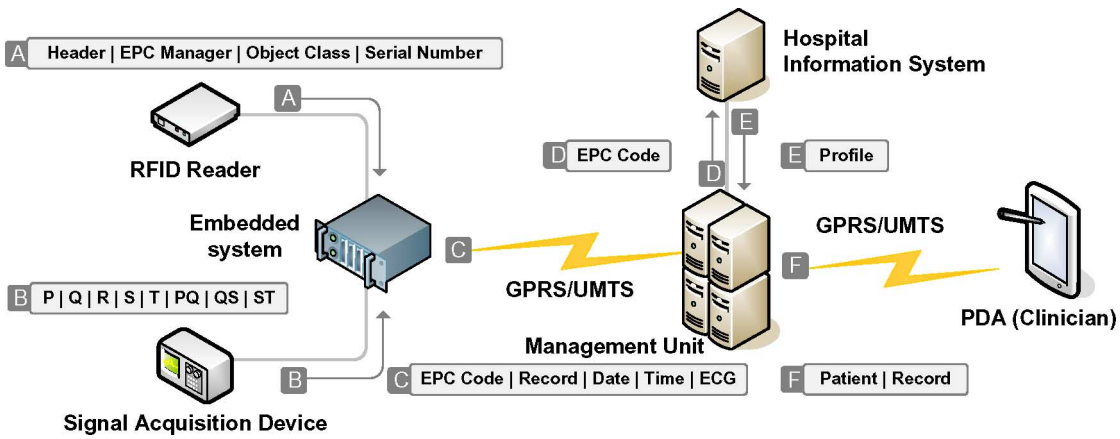 A Header | EPC Manager | Object Class | Serial Number
Hospital
Information System
A
RFID Reader
E
D EPC Code
E Profile
D
Embedded
system
C
GPRS/UMTS
GPRS/UMTS
F
B P | Q | R | S | T | PQ | QS | ST
PDA (Clinician)
Management Unit
B
C EPC Code | Record | Date | Time | ECG
F Patient | Record
Signal Acquisition Device